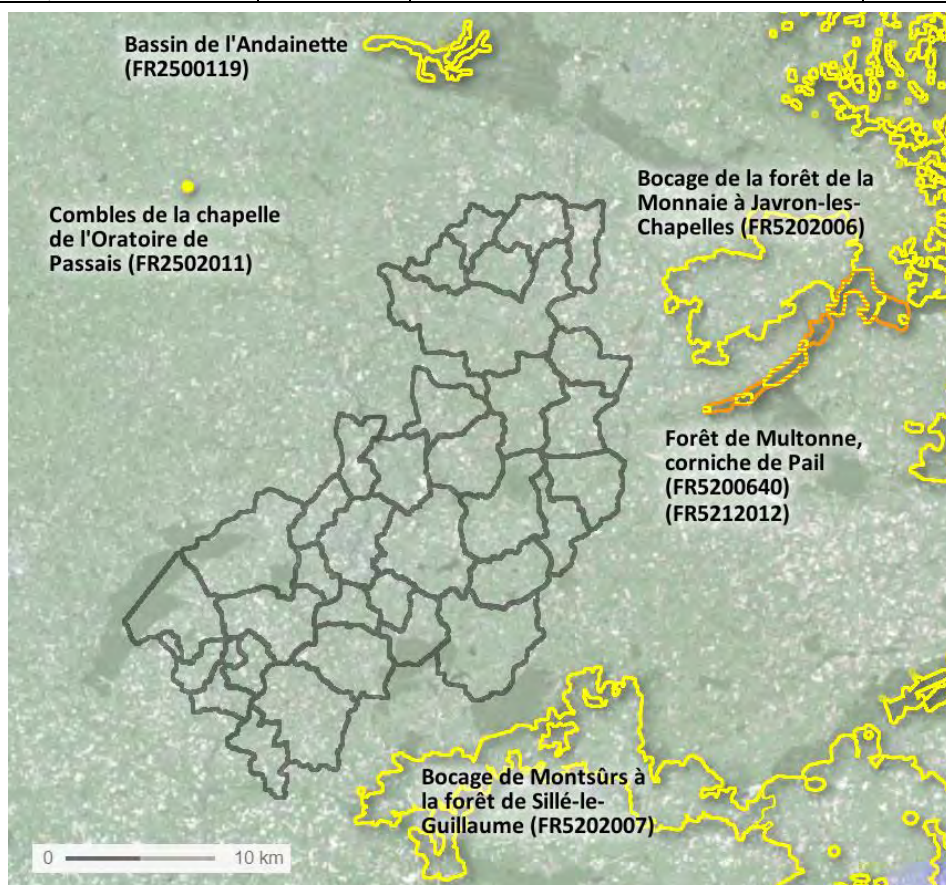 Bassin de l'Andainette
(FR2500119)
Combles de la chapelle
de l'Oratoire de
Passais (FR2502011)
Bocage de la forêt de la
Monnaie à Javron-les-
Chapelles (FR5202006)
Forêt de Multonne,
corniche de Pail
(FR5200640)
(FR5212012)
Bocage de Montsûrs à
la forêt de Sillé-le-
Guillaume (FR5202007)
0 10 km